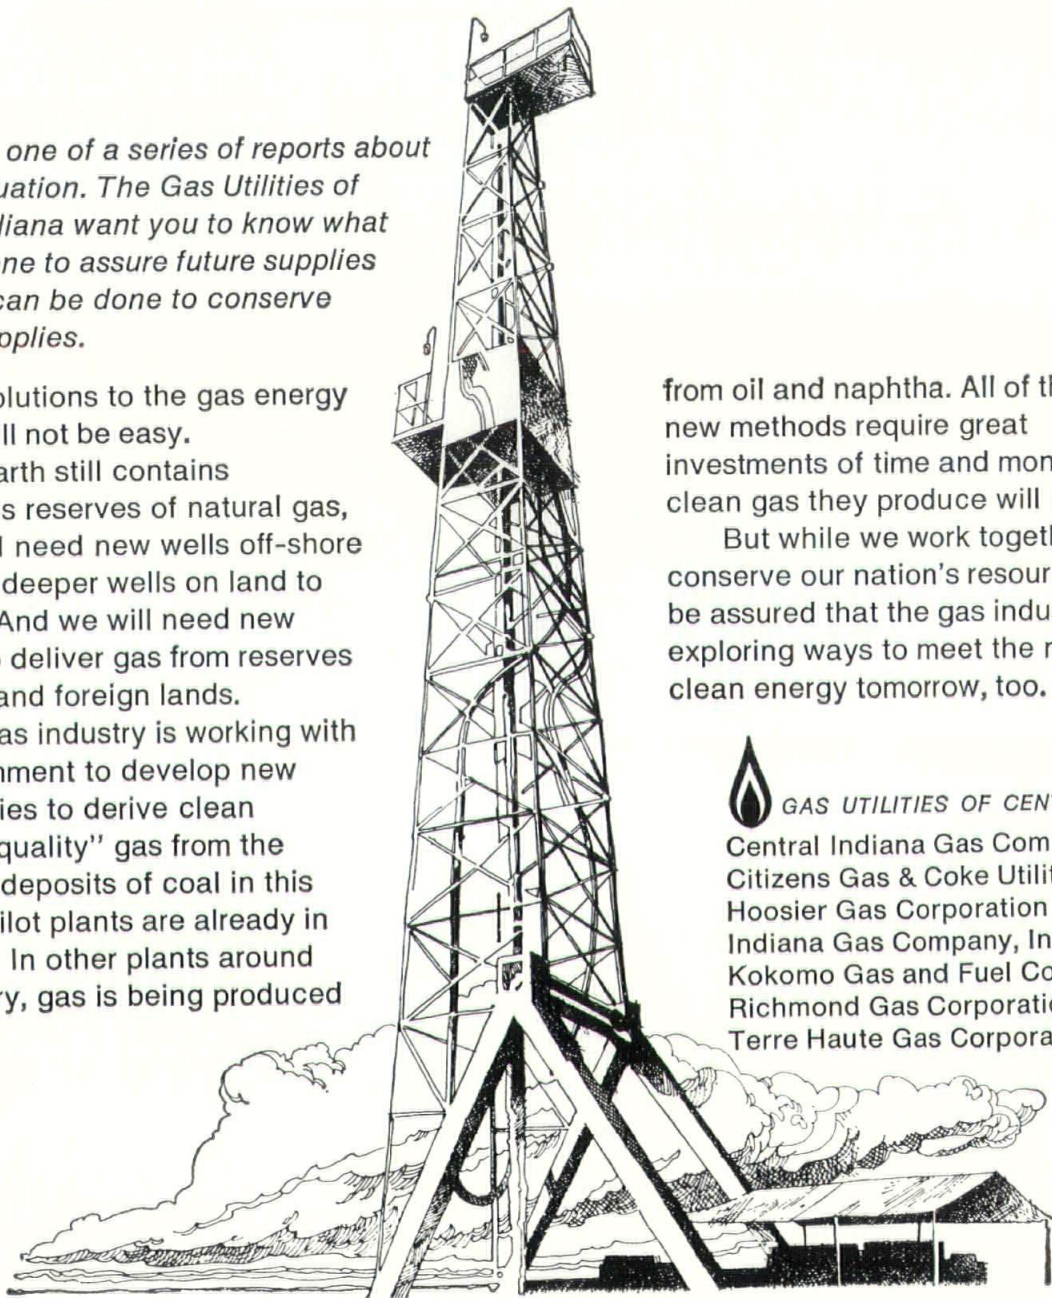 one of a series of reports about
uation. The Gas Utilities of
diana want you to know what
ne to assure future supplies
can be done to conserve
pplies.
olutions to the gas energy
ll not be easy.
arth still contains
s reserves of natural gas,
l need new wells off-shore
deeper wells on land to
And we will need new
deliver gas from reserves
and foreign lands.
as industry is working with
nment to develop new
ies to derive clean
quality" gas from the
deposits of coal in this
ilot plants are already in
In other plants around
ry, gas is being produced
from oil and naphtha. All of th
new methods require great
investments of time and mon
clean gas they produce will
But while we work togeth
conserve our nation's resour
be assured that the gas indu
exploring ways to meet the n
clean energy tomorrow, too.
GAS UTILITIES OF CEN
Central Indiana Gas Com
Citizens Gas & Coke Utilit
Hoosier Gas Corporation
Indiana Gas Company, In
Kokomo Gas and Fuel Co
Richmond Gas Corporatio
Terre Haute Gas Corpora